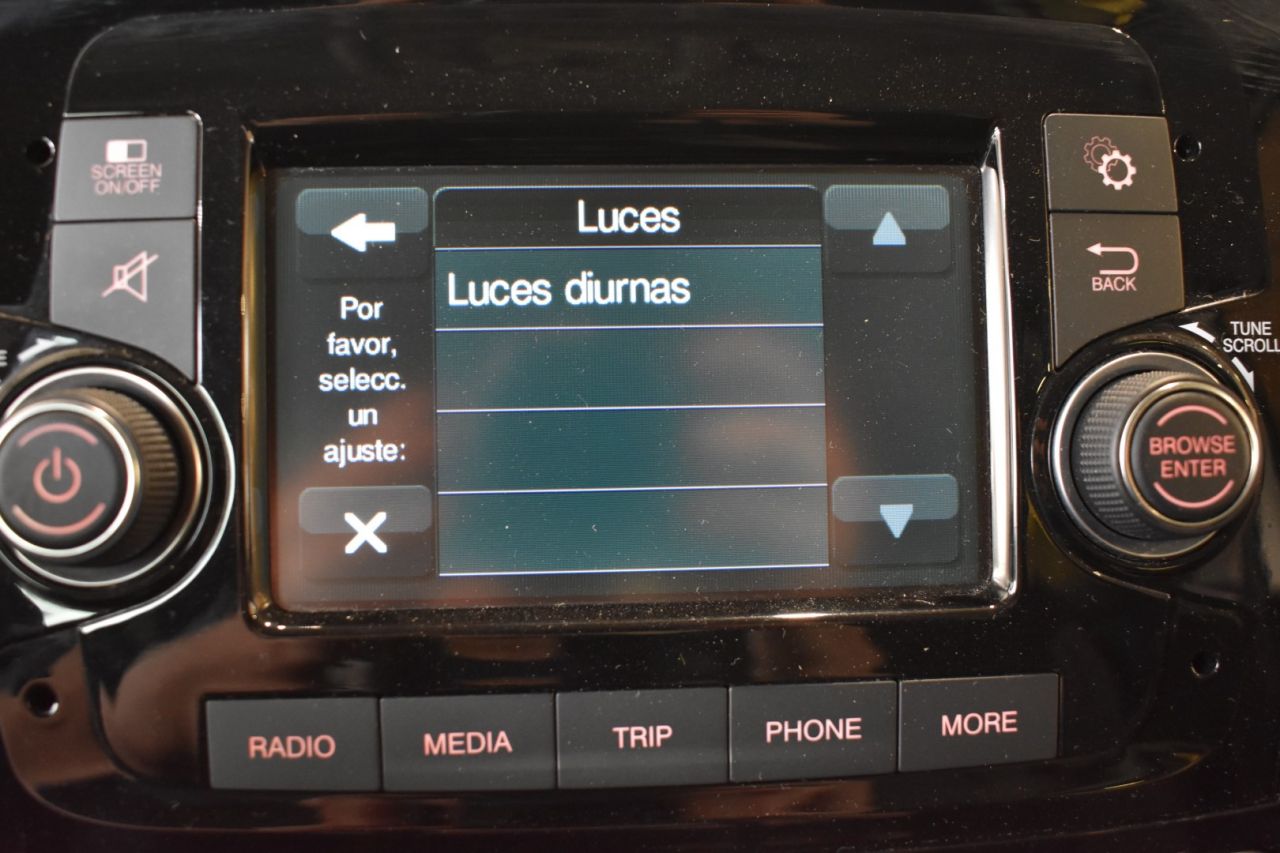 SCREEN
ON/OFF
Luces
Luces diurnas
Por
favor,
selecc.
un
ajuste:
BACK
TUNE
SCROLL
BROWSE
ENTER
RADIO
MEDIA
TRIP
PHONE
MORE